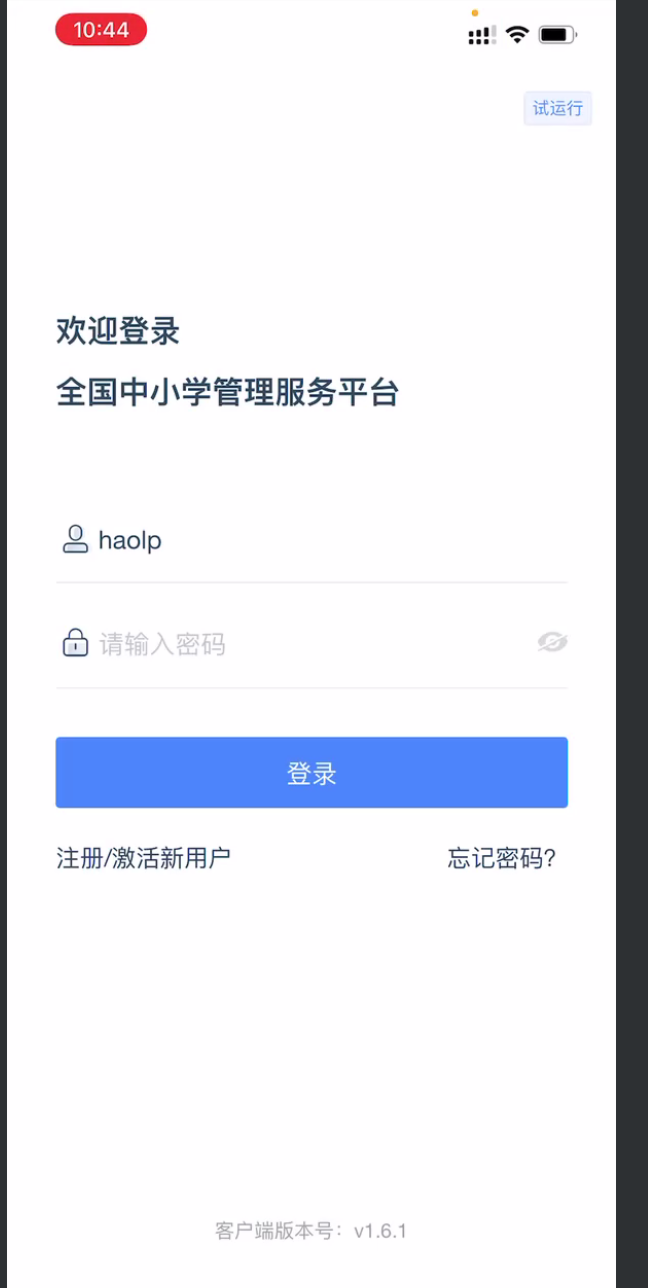 10:44
试运行
欢迎登录
全国中小学管理服务平台
haolp
请输入密码
登录
注册/激活新用户
忘记密码?
客户端版本号：v1.6.1